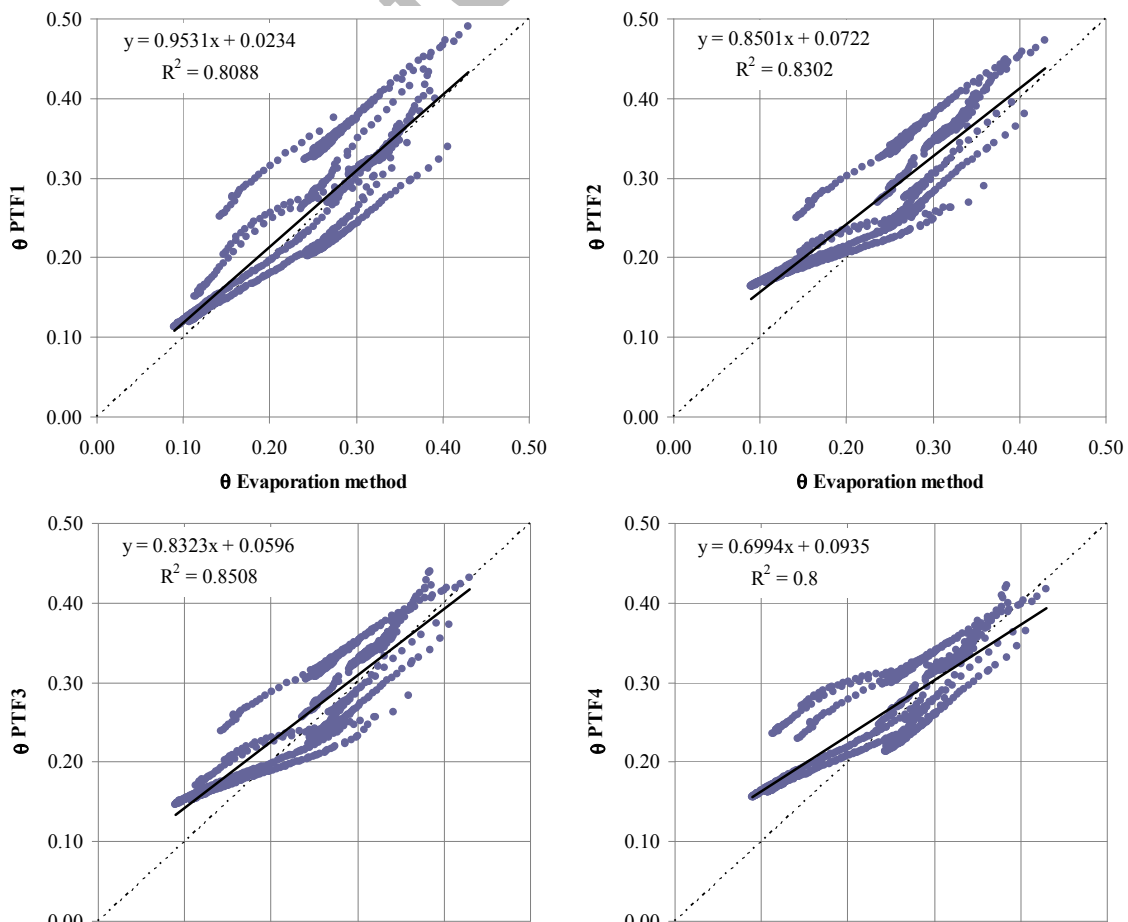 0.50
y = 0.9531x + 0.0234
R² = 0.8088
0.40
0.30
0.20
0.10
0.00
θ PTF1
0.00 0.10 0.20 0.30 0.40 0.50
θ Evaporation method
0.50
y = 0.8501x + 0.0722
R² = 0.8302
0.40
0.30
0.20
0.10
0.00
θ PTF2
0.00 0.10 0.20 0.30 0.40 0.50
θ Evaporation method
0.50
y = 0.8323x + 0.0596
R² = 0.8508
0.40
0.30
0.20
0.10
0.00
θ PTF3
0.50
y = 0.6994x + 0.0935
R² = 0.8
0.40
0.30
0.20
0.10
0.00
θ PTF4